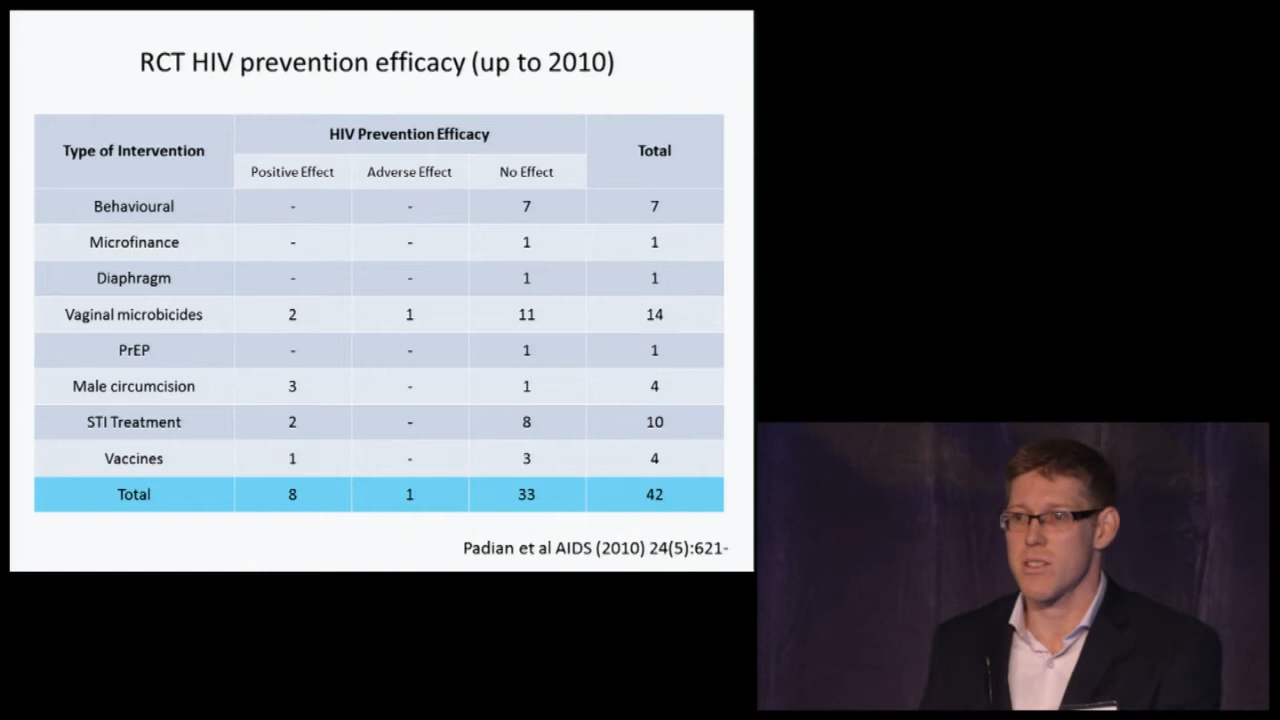 RCT HIV prevention efficacy (up to 2010)
Type of Intervention HIV Prevention Efficacy Total
Positive Effect Adverse Effect No Effect
Behavioural - - 7 7
Microfinance - - 1 1
Diaphragm - - 1 1
Vaginal microbicides 2 1 11 14
PrEP - - 1 1
Male circumcision 3 - 1 4
STI Treatment 2 - 8 10
Vaccines 1 - 3 4
Total 8 1 33 42
Padian et al AIDS (2010) 24(5):621-